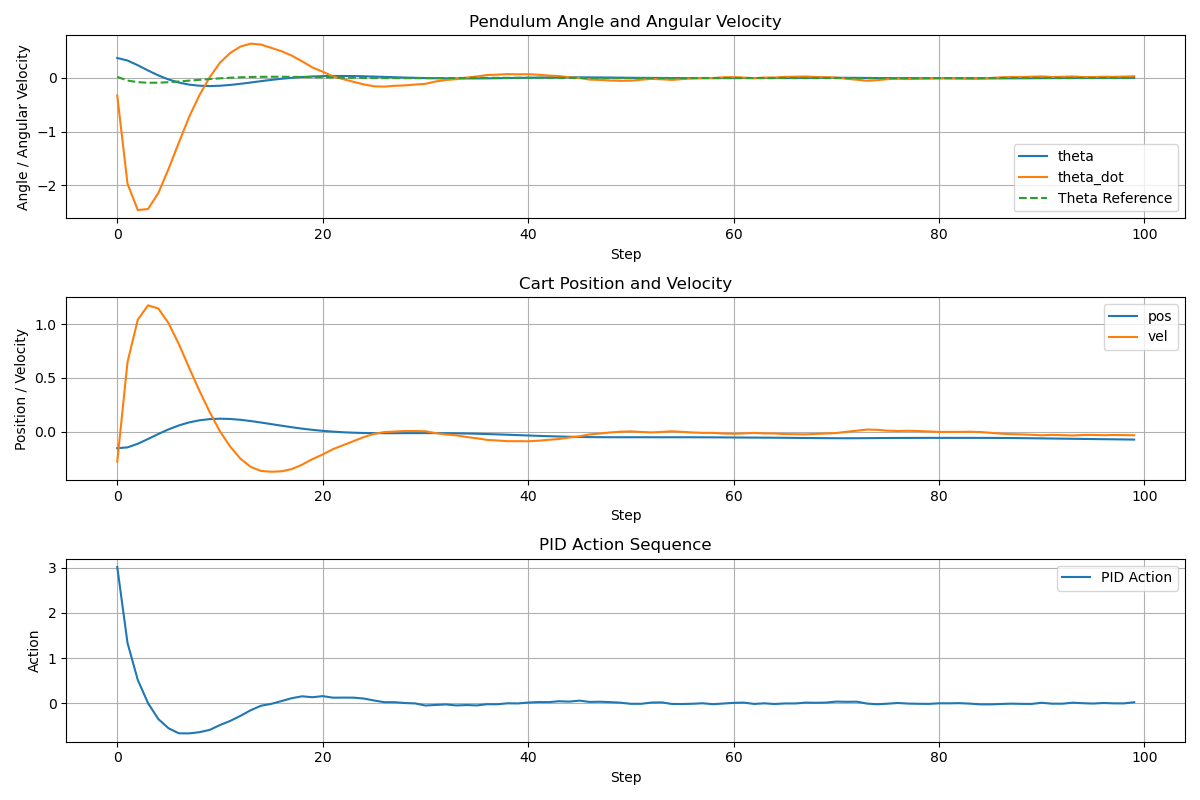 Pendulum Angle and Angular Velocity
Angle / Angular Velocity
0
−1
−2
theta
theta_dot
Theta Reference
0 20 40 60 80 100
Step
Cart Position and Velocity
Position / Velocity
1.0
0.5
0.0
pos
vel
0 20 40 60 80 100
Step
PID Action Sequence
Action
3
2
1
0
PID Action
0 20 40 60 80 100
Step